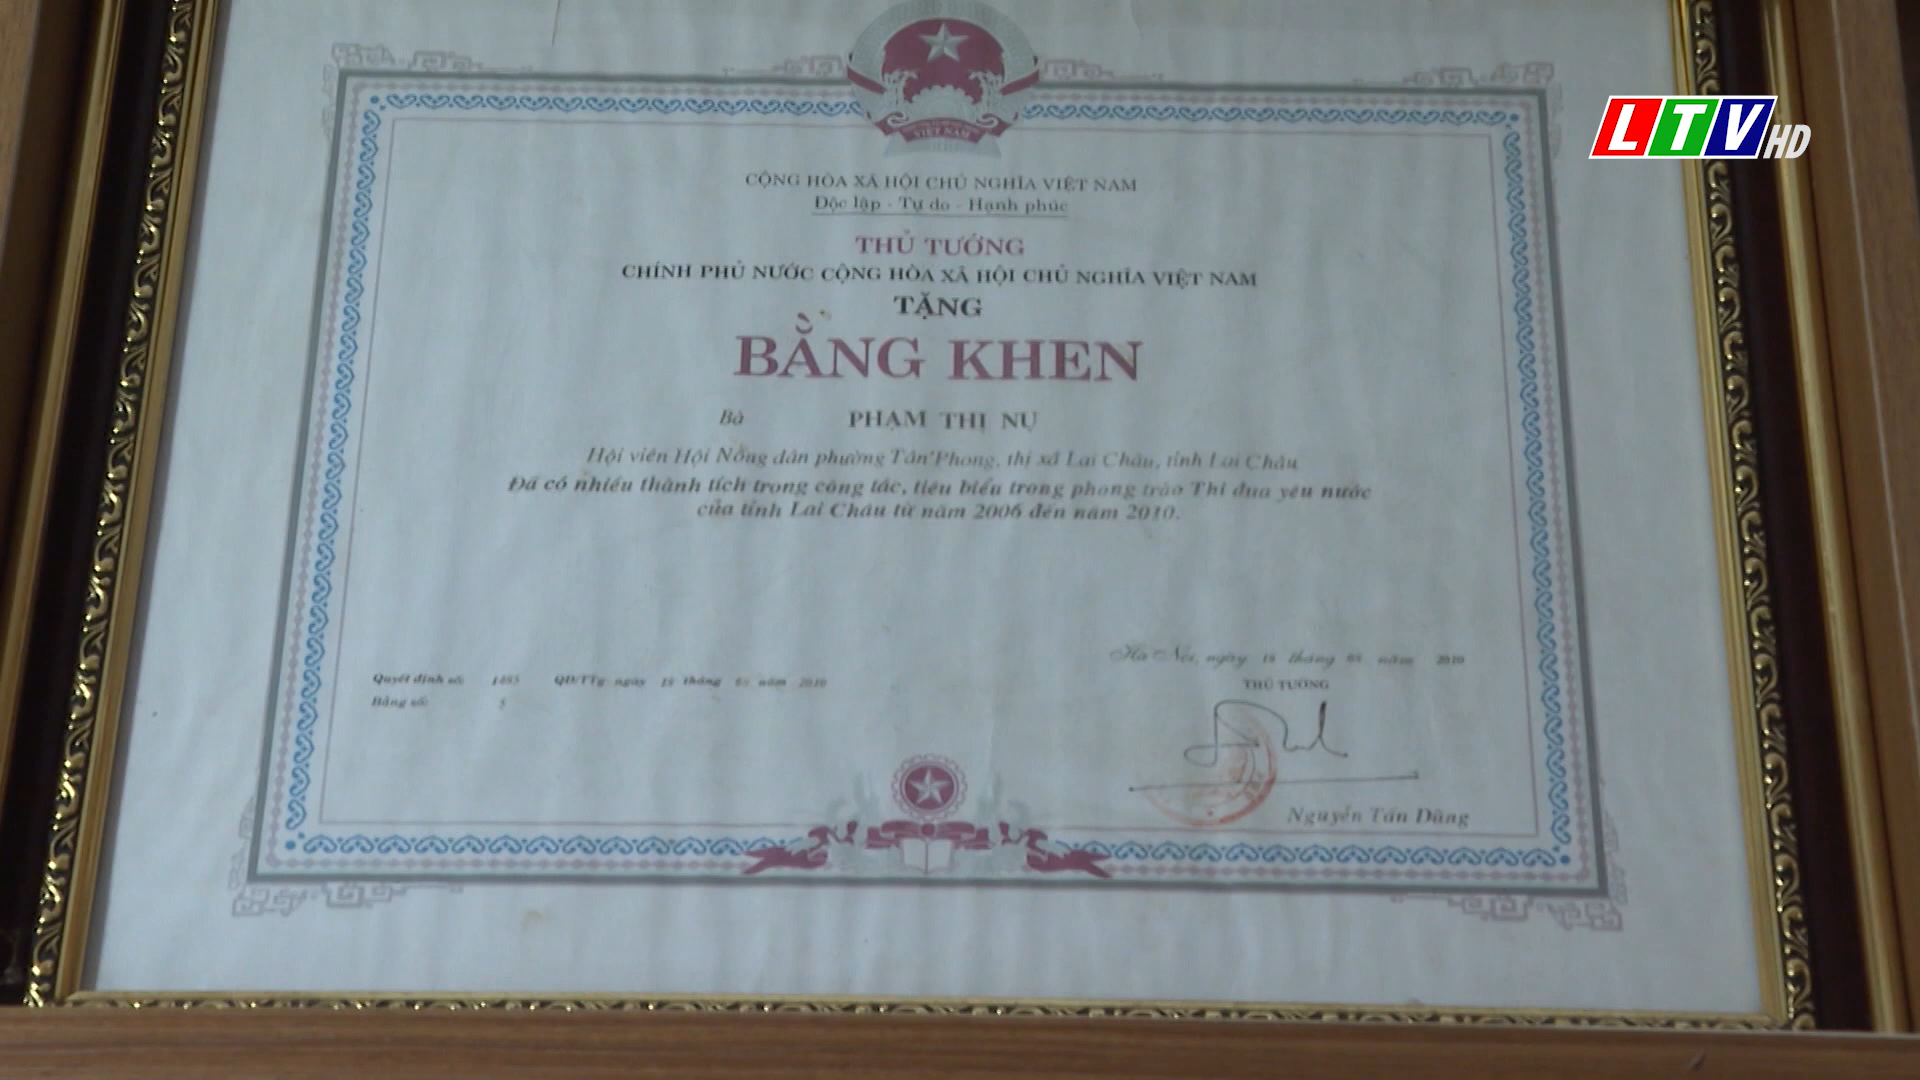 LTV HD
VIỆT NAM
CỘNG HÒA XÃ HỘI CHỦ NGHĨA VIỆT NAM
Độc lập - Tự do - Hạnh phúc
THỦ TƯỚNG
CHÍNH PHỦ NƯỚC CỘNG HÒA XÃ HỘI CHỦ NGHĨA VIỆT NAM
TẶNG
BẰNG KHEN
Bà PHẠM THỊ NỤ
Hội viên Hội Nông dân phường Tân Phong, thị xã Lai Châu, tỉnh Lai Châu
Đã có nhiều thành tích trong công tác, tiêu biểu trong phong trào Thi đua yêu nước
của tỉnh Lai Châu từ năm 2006 đến năm 2010.
Hà Nội, ngày tháng năm 2010
Quyết định số: QĐ/TTg ngày tháng năm 2010
THỦ TƯỚNG
Bằng số: 5
Nguyễn Tấn Dũng